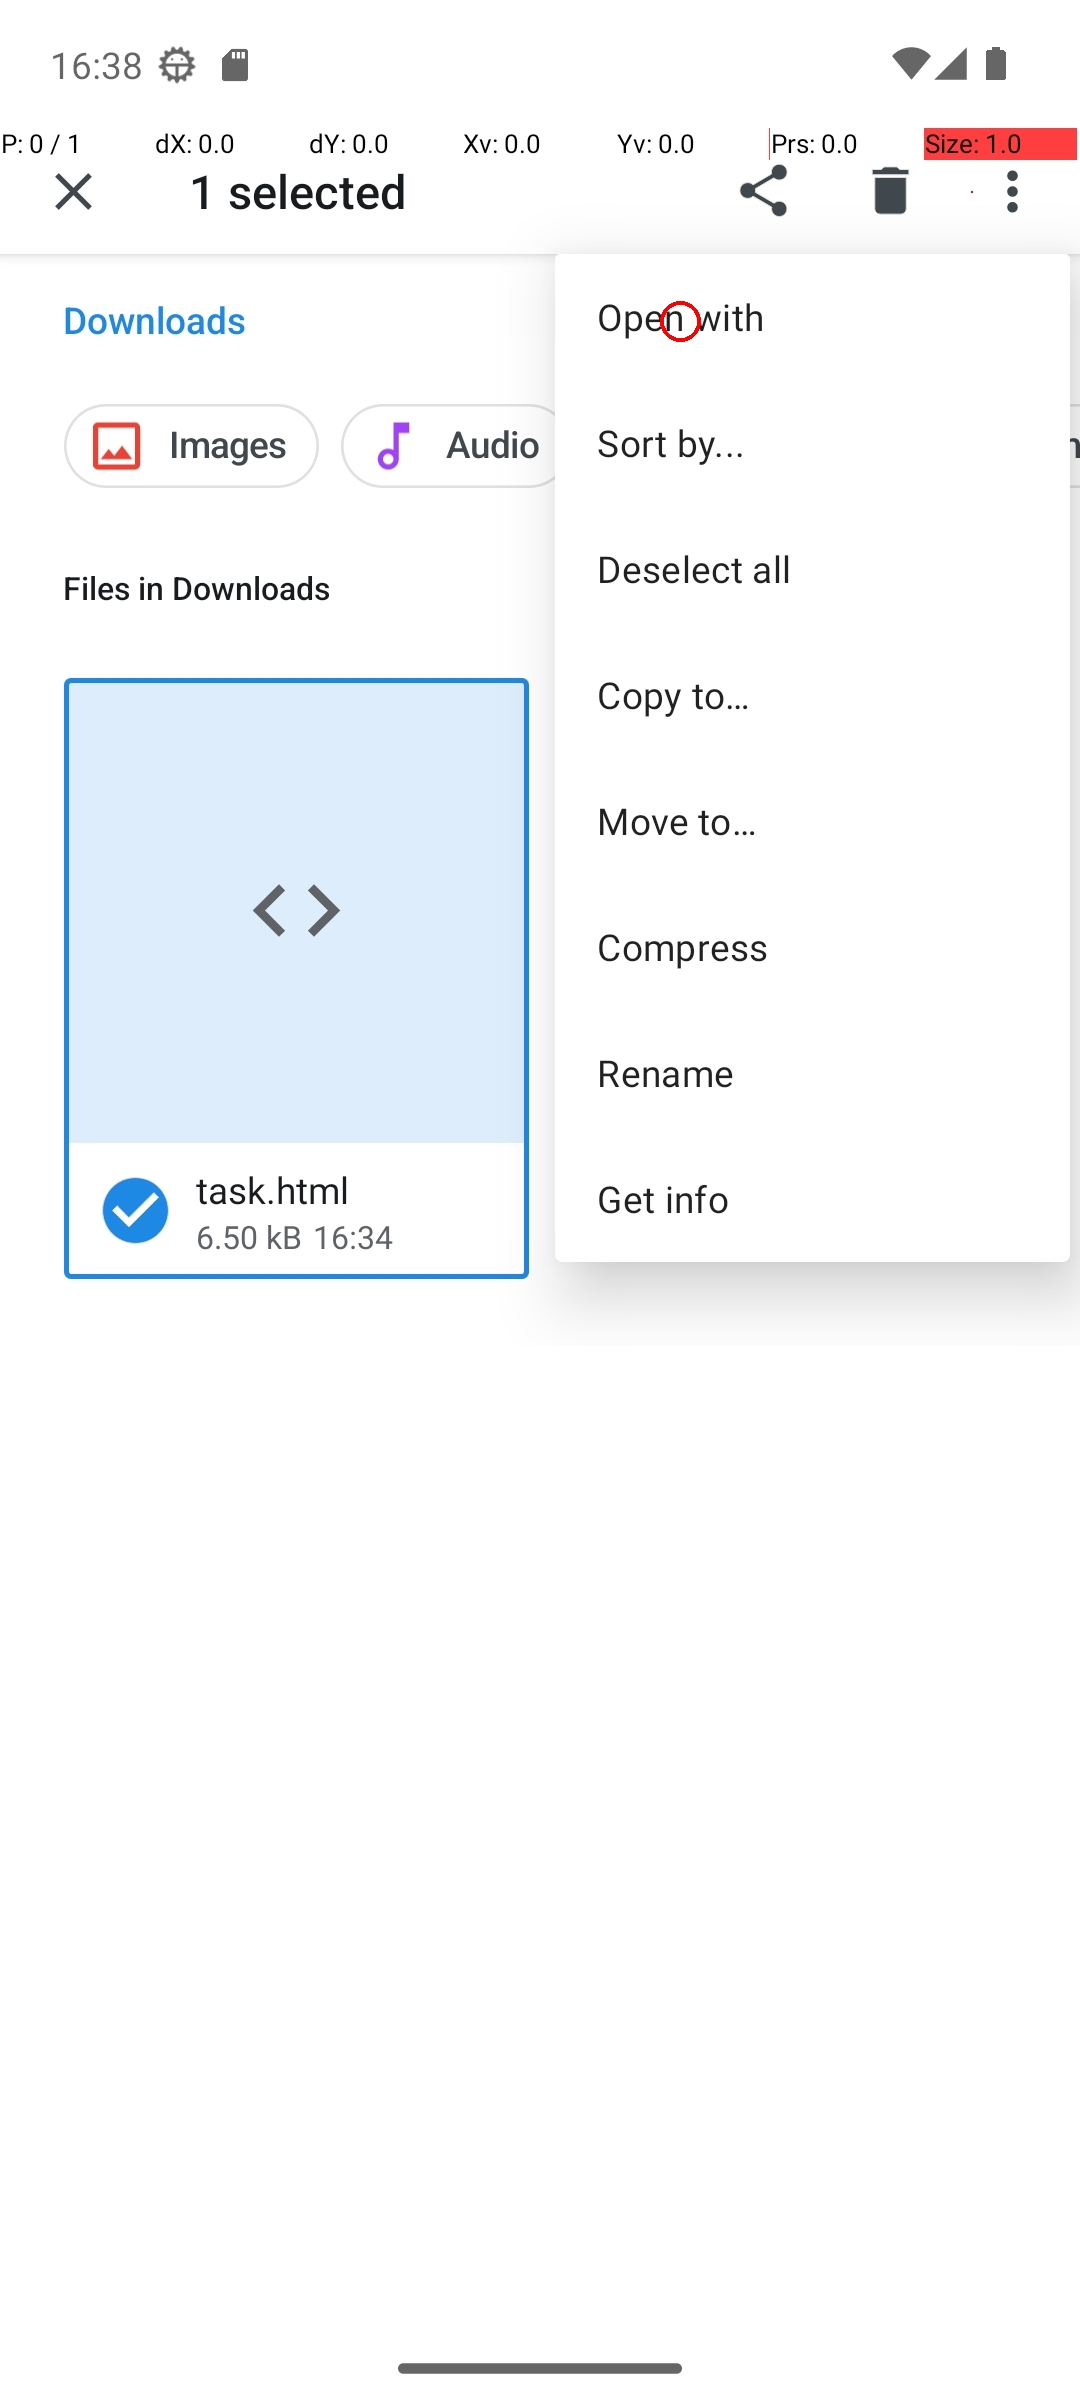 16:38
P: 0 / 1 dX: 0.0 dY: 0.0 Xv: 0.0 Yv: 0.0 Prs: 0.0 Size: 1.0
1 selected
Downloads
Images
Audio
Files in Downloads
task.html
6.50 kB 16:34
Open with
Sort by...
Deselect all
Copy to…
Move to…
Compress
Rename
Get info